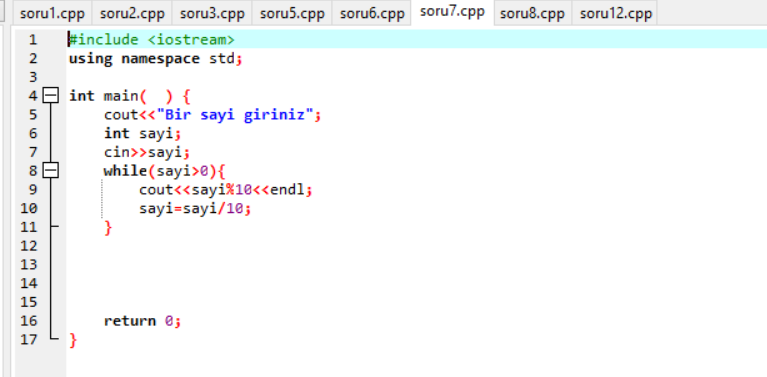 soru1.cpp soru2.cpp soru3.cpp soru5.cpp soru6.cpp soru7.cpp soru8.cpp soru12.cpp
1 #include <iostream>
2 using namespace std;
3
4 int main(  ) {
5 cout<<"Bir sayi giriniz";
6 int sayi;
7 cin>>sayi;
8 while(sayi>0){
9 cout<<sayi%10<<endl;
10 sayi=sayi/10;
11 }
12
13
14
15
16 return 0;
17 }